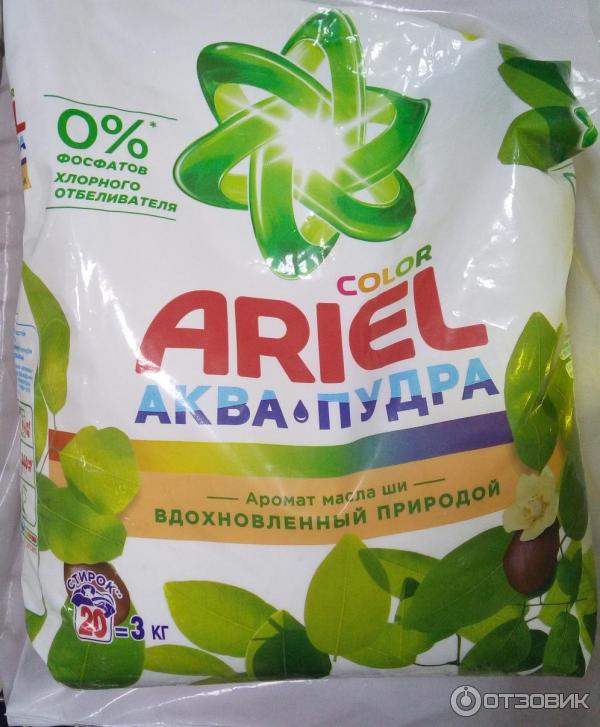 0%*
ФОСФАТОВ
ХЛОРНОГО
ОТБЕЛИВАТЕЛЯ
COLOR
ARIEL
АКВА ПУДРА
Аромат масла ши
ВДОХНОВЛЕННЫЙ ПРИРОДОЙ
СТИРОК**
20 = 3 КГ
ОТЗОВИК